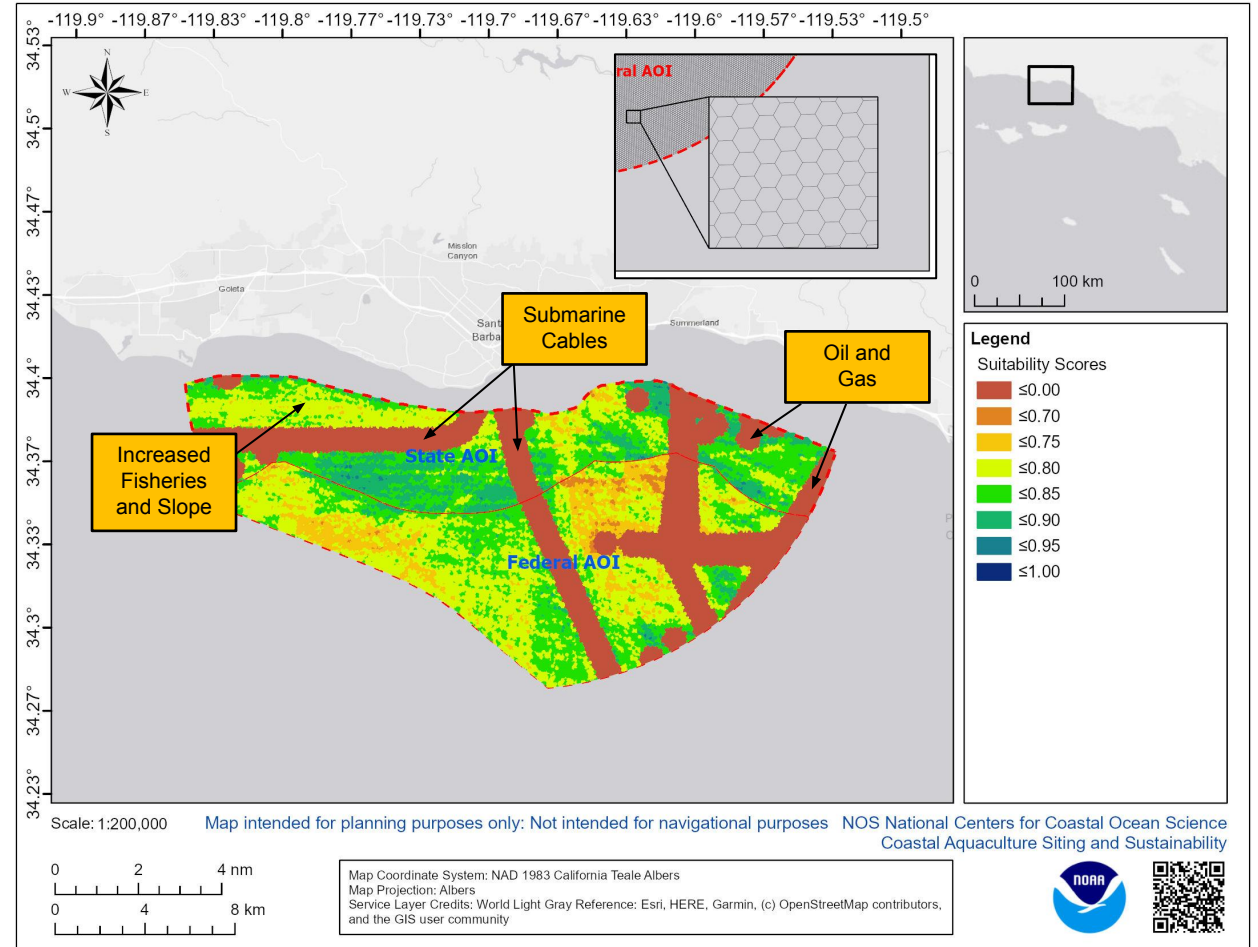 -119.9° -119.87° -119.83° -119.8° -119.77° -119.73° -119.7° -119.67° -119.63° -119.6° -119.57° -119.53° -119.5°
34.53°
34.5°
34.47°
34.43°
34.4°
34.37°
34.33°
34.3°
34.27°
34.23°
N
W E
S
ral AOI
Mission
Canyon
Goleta
Sant
Barba
Summerland
Submarine
Cables
Oil and
Gas
Increased
Fisheries
and Slope
State AOI
Federal AOI
0 100 km
Legend
Suitability Scores
≤0.00
≤0.70
≤0.75
≤0.80
≤0.85
≤0.90
≤0.95
≤1.00
Scale: 1:200,000
Map intended for planning purposes only: Not intended for navigational purposes
NOS National Centers for Coastal Ocean Science
Coastal Aquaculture Siting and Sustainability
0 2 4 nm
0 4 8 km
Map Coordinate System: NAD 1983 California Teale Albers
Map Projection: Albers
Service Layer Credits: World Light Gray Reference: Esri, HERE, Garmin, (c) OpenStreetMap contributors,
and the GIS user community
NOAA